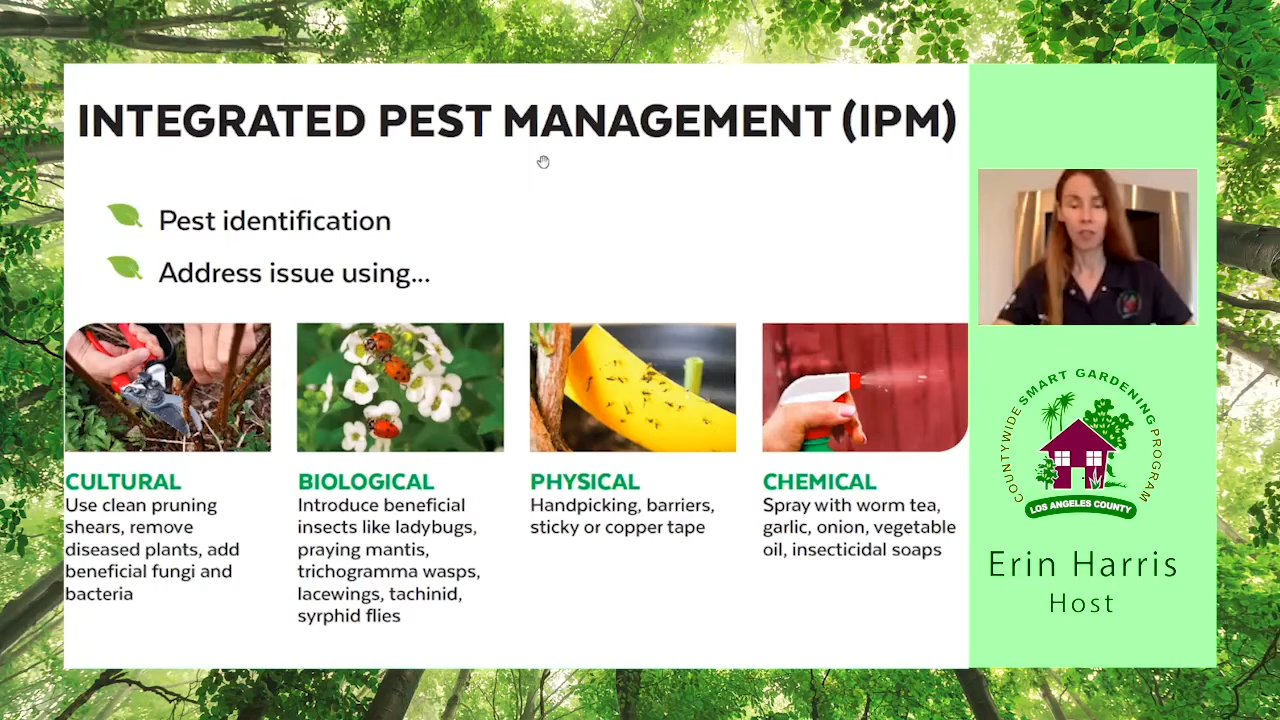 INTEGRATED PEST MANAGEMENT (IPM)
Pest identification
Address issue using...
CULTURAL
Use clean pruning
shears, remove
diseased plants, add
beneficial fungi and
bacteria
BIOLOGICAL
Introduce beneficial
insects like ladybugs,
praying mantis,
trichogramma wasps,
lacewings, tachinid,
syrphid flies
PHYSICAL
Handpicking, barriers,
sticky or copper tape
CHEMICAL
Spray with worm tea,
garlic, onion, vegetable
oil, insecticidal soaps
COUNTYWIDE SMART GARDENING PROGRAM
LOS ANGELES COUNTY
Erin Harris
Host